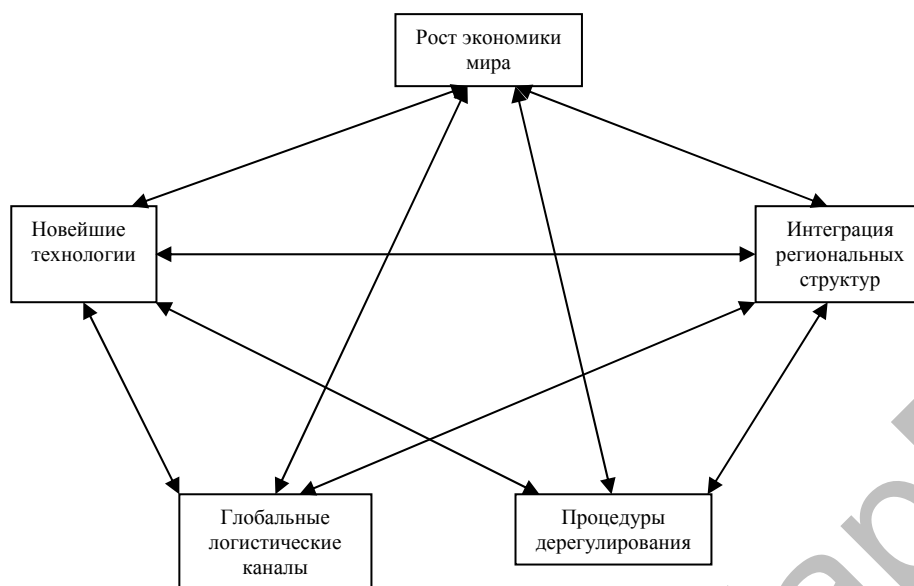 Рост экономики
мира
Новейшие
технологии
Интеграция
региональных
структур
Глобальные
логистические
каналы
Процедуры
дерегулирования